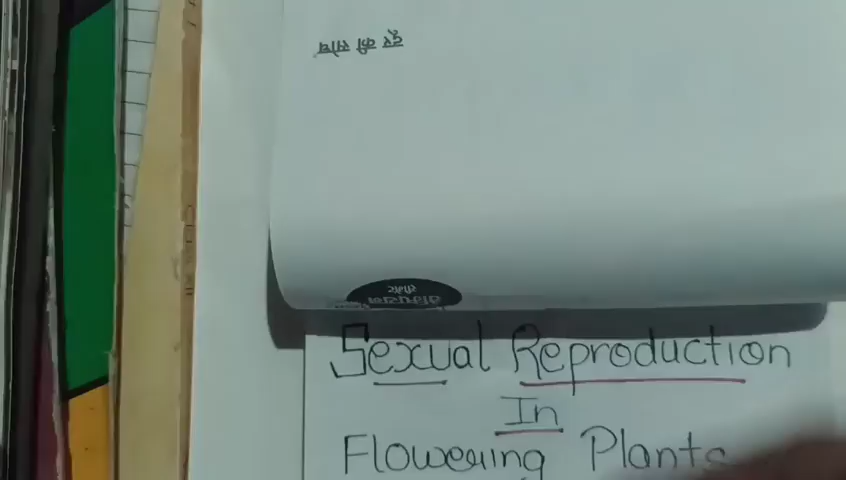 दूर की सोच
Sexual Reproduction
In
Flowering Plants